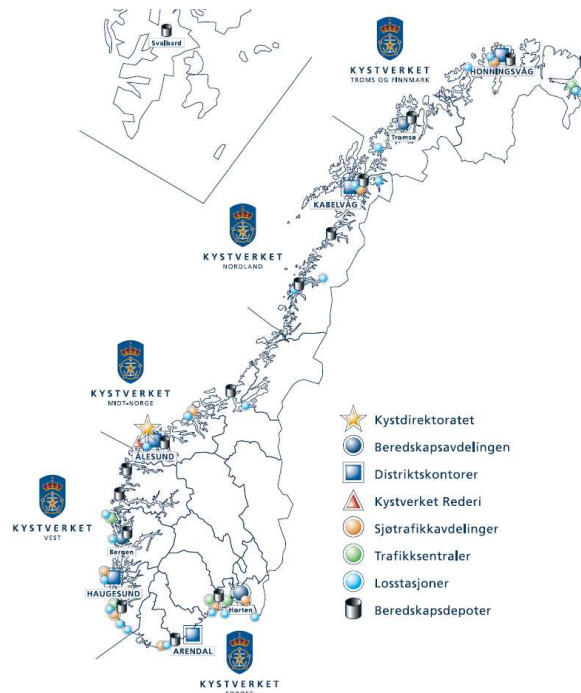 Svalbard
KYSTVERKET
TROMS OG FINNMARK
HONNINGSVÅG
Tromsø
KABELVÅG
KYSTVERKET
NORDLAND
KYSTVERKET
MIDT-NORGE
ÅLESUND
KYSTVERKET
VEST
Bergen
HAUGESUND
Horten
ARENDAL
KYSTVERKET
Kystdirektoratet
Beredskapsavdelingen
Distriktskontorer
Kystverket Rederi
Sjøtrafikkavdelinger
Trafikksentraler
Losstasjoner
Beredskapsdepoter